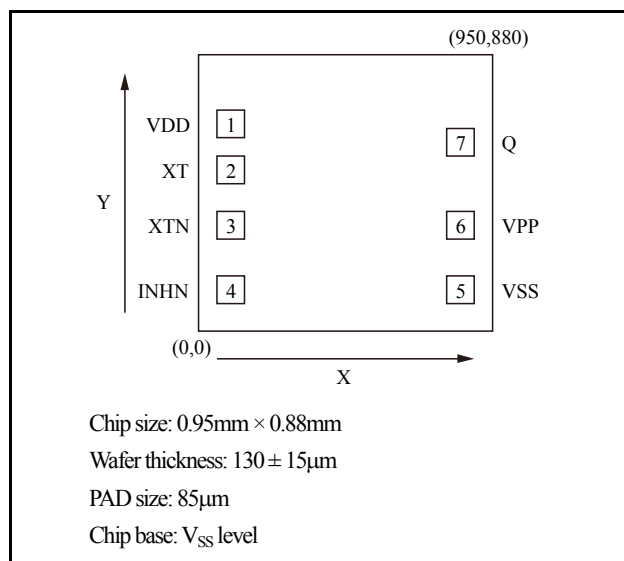 (950,880)
VDD 1
7 Q
XT 2
Y
XTN 3 6 VPP
INHN 4 5 VSS
(0,0)
X
Chip size: 0.95mm × 0.88mm
Wafer thickness: 130 ± 15μm
PAD size: 85μm
Chip base: VSS level